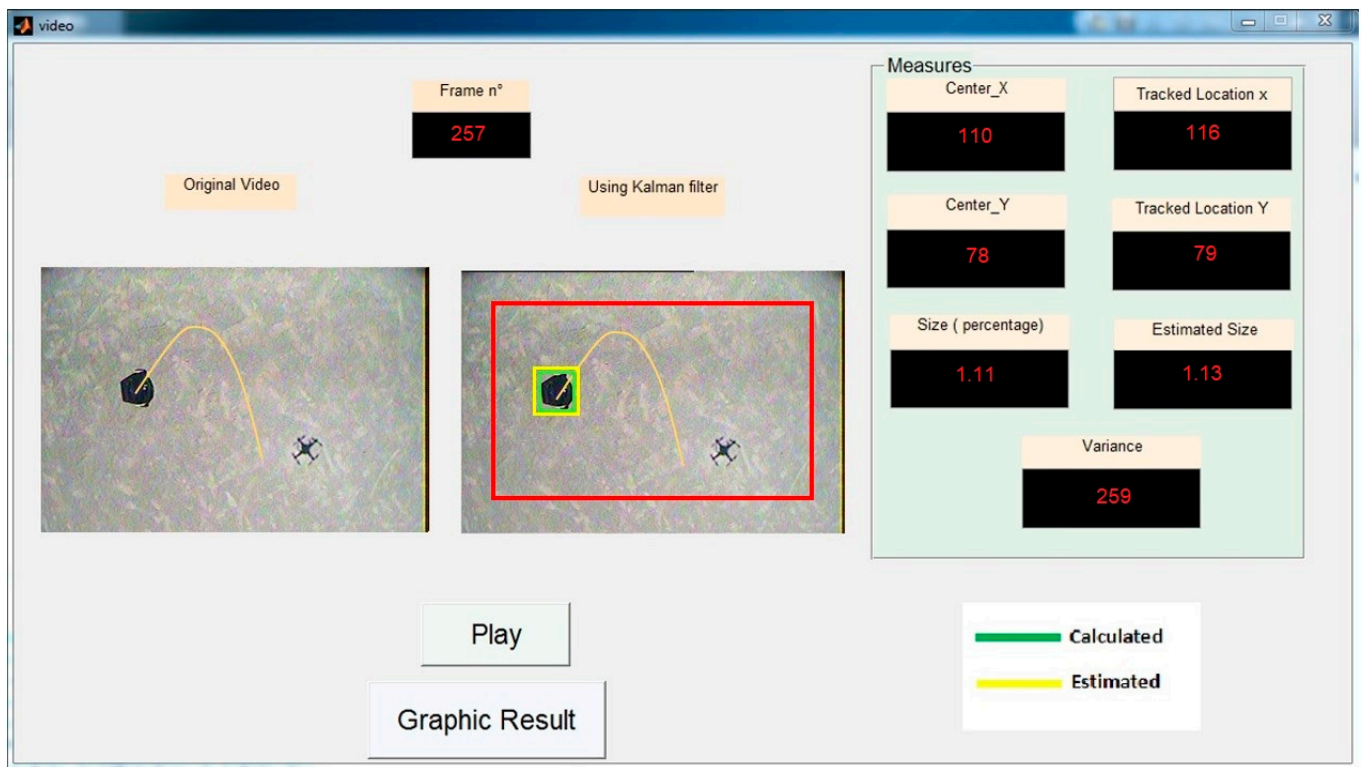 video
Frame n°
257
Original Video
Using Kalman filter
Measures
Center_X
Tracked Location x
110
116
Center_Y
Tracked Location Y
78
79
Size ( percentage)
Estimated Size
1.11
1.13
Variance
259
Play
Graphic Result
Calculated
Estimated